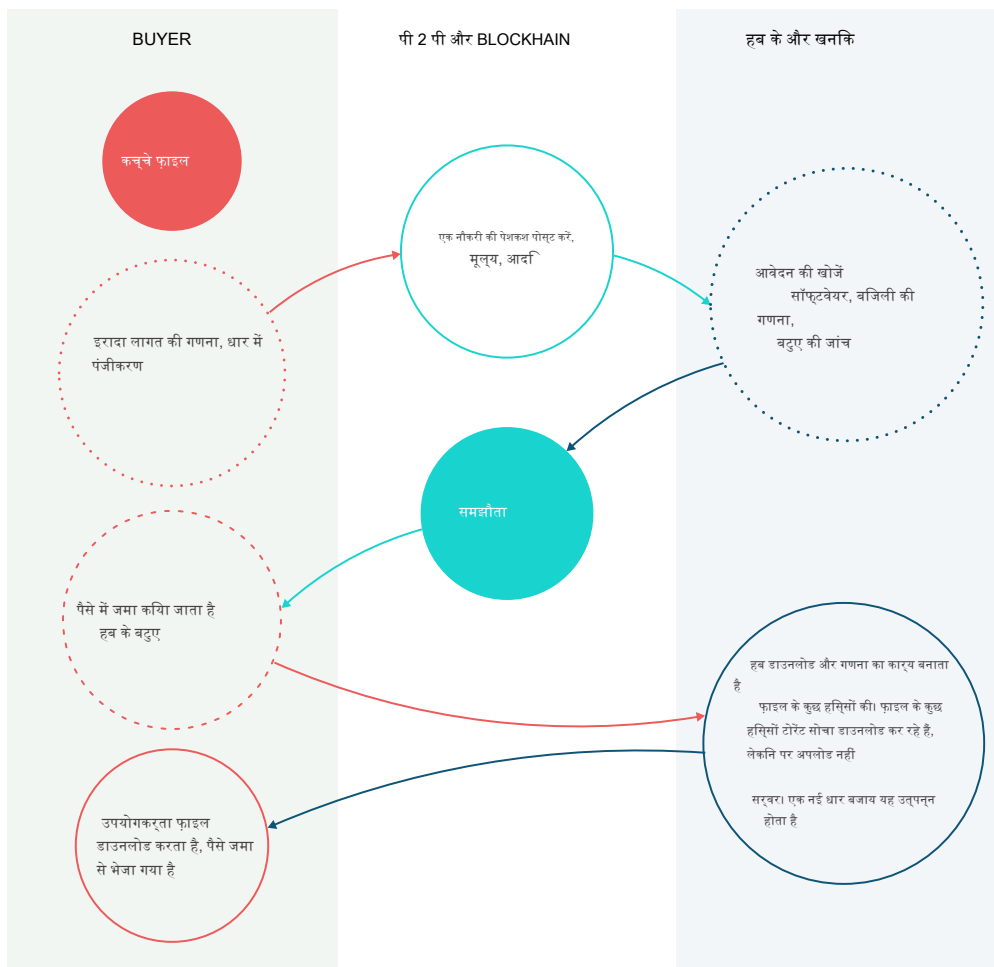 BUYER
पी 2 पी और BLOCKHAIN
हब के और खनिक
कच्चे फ़ाइल
एक नौकरी की पेशकश पोस्ट करें,
मूल्य, आदि
आवेदन की खोजें
सॉफ्टवेयर, बिजली की
गणना,
बटुए की जांच
इरादा लागत की गणना, धार में
पंजीकरण
समझौता
पैसे में जमा किया जाता है
हब के बटुए
हब डाउनलोड और गणना का कार्य बनाता
है
फ़ाइल के कुछ हिस्सों की। फ़ाइल के कुछ
हिस्सों टोरेंट सोचा डाउनलोड कर रहे हैं,
लेकिन पर अपलोड नहीं
सर्वर। एक नई धार बजाय यह उत्पन्न
होता है
उपयोगकर्ता फ़ाइल
डाउनलोड करता है, पैसे जमा
से भेजा गया है